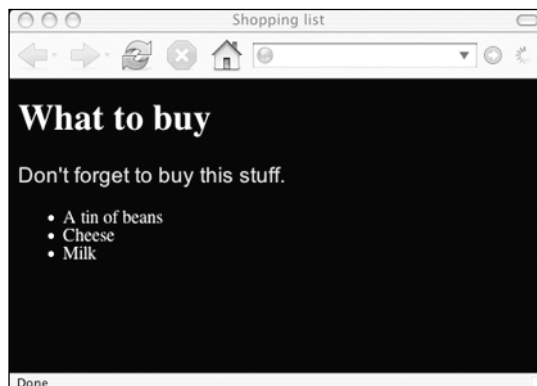 Shopping list
What to buy
Don't forget to buy this stuff.
• A tin of beans
• Cheese
• Milk
Done